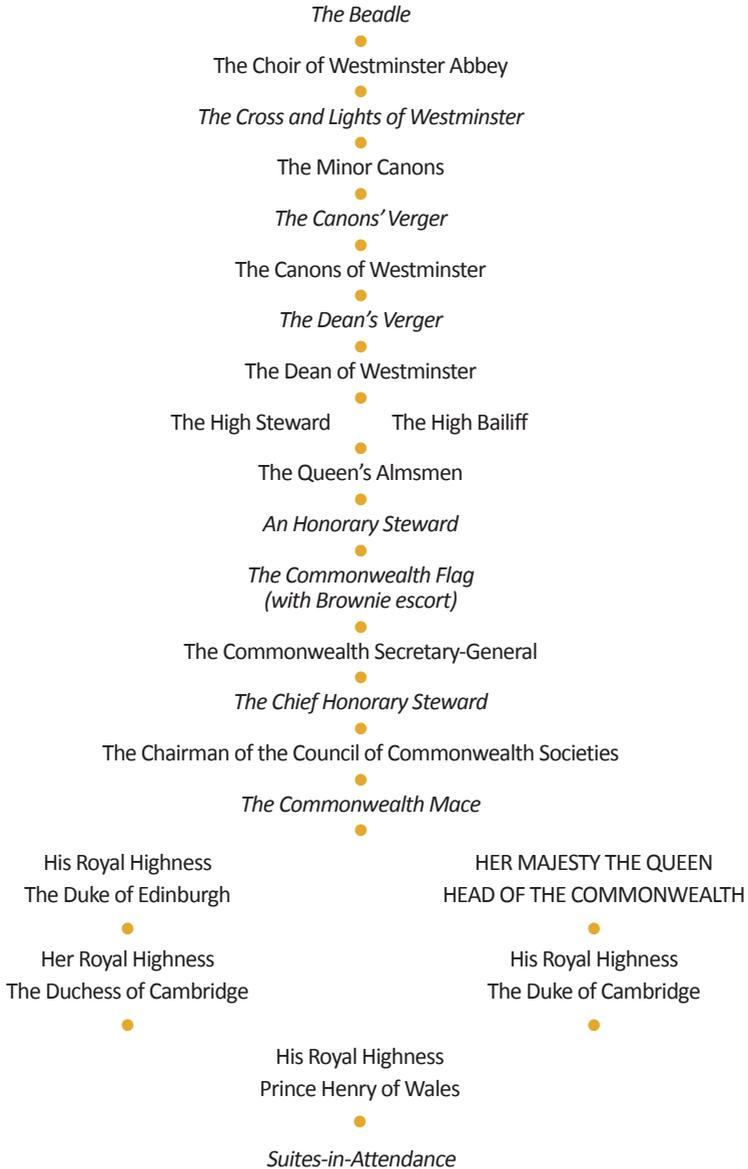 The Beadle
The Choir of Westminster Abbey
The Cross and Lights of Westminster
The Minor Canons
The Canons’ Verger
The Canons of Westminster
The Dean’s Verger
The Dean of Westminster
The High Steward The High Bailiff
The Queen’s Almsmen
An Honorary Steward
The Commonwealth Flag
(with Brownie escort)
The Commonwealth Secretary-General
The Chief Honorary Steward
The Chairman of the Council of Commonwealth Societies
The Commonwealth Mace
His Royal Highness
The Duke of Edinburgh
HER MAJESTY THE QUEEN
HEAD OF THE COMMONWEALTH
Her Royal Highness
The Duchess of Cambridge
His Royal Highness
The Duke of Cambridge
His Royal Highness
Prince Henry of Wales
Suites-in-Attendance